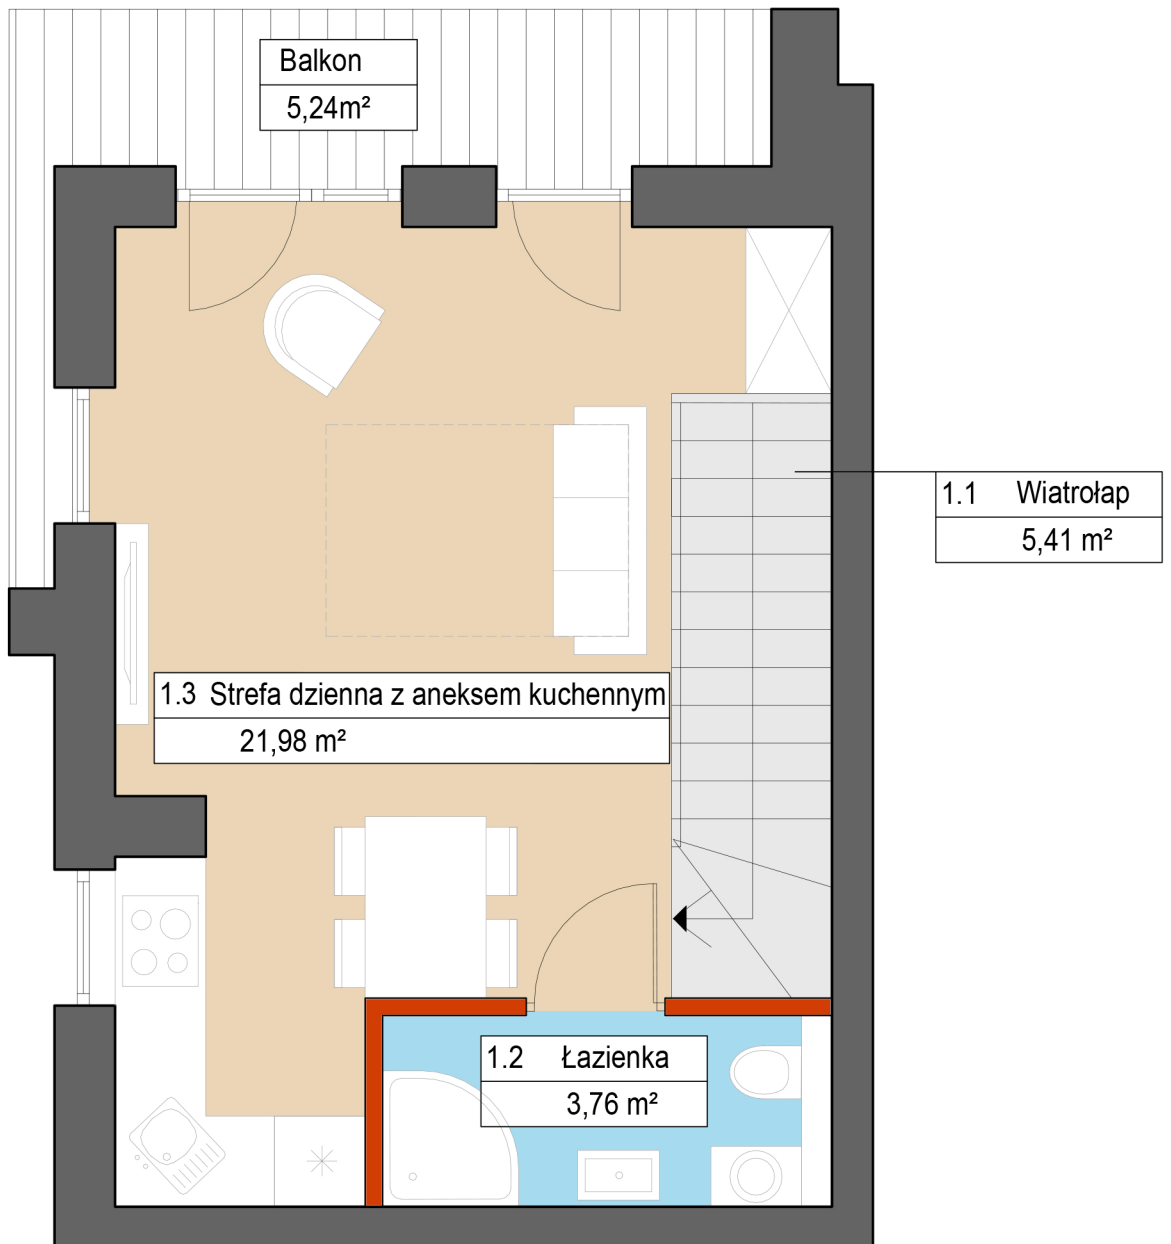 Balkon
5,24m²
1.1 Wiatrołap
5,41 m²
1.3 Strefa dzienna z aneksem kuchennym
21,98 m²
1.2 Łazienka
3,76 m²